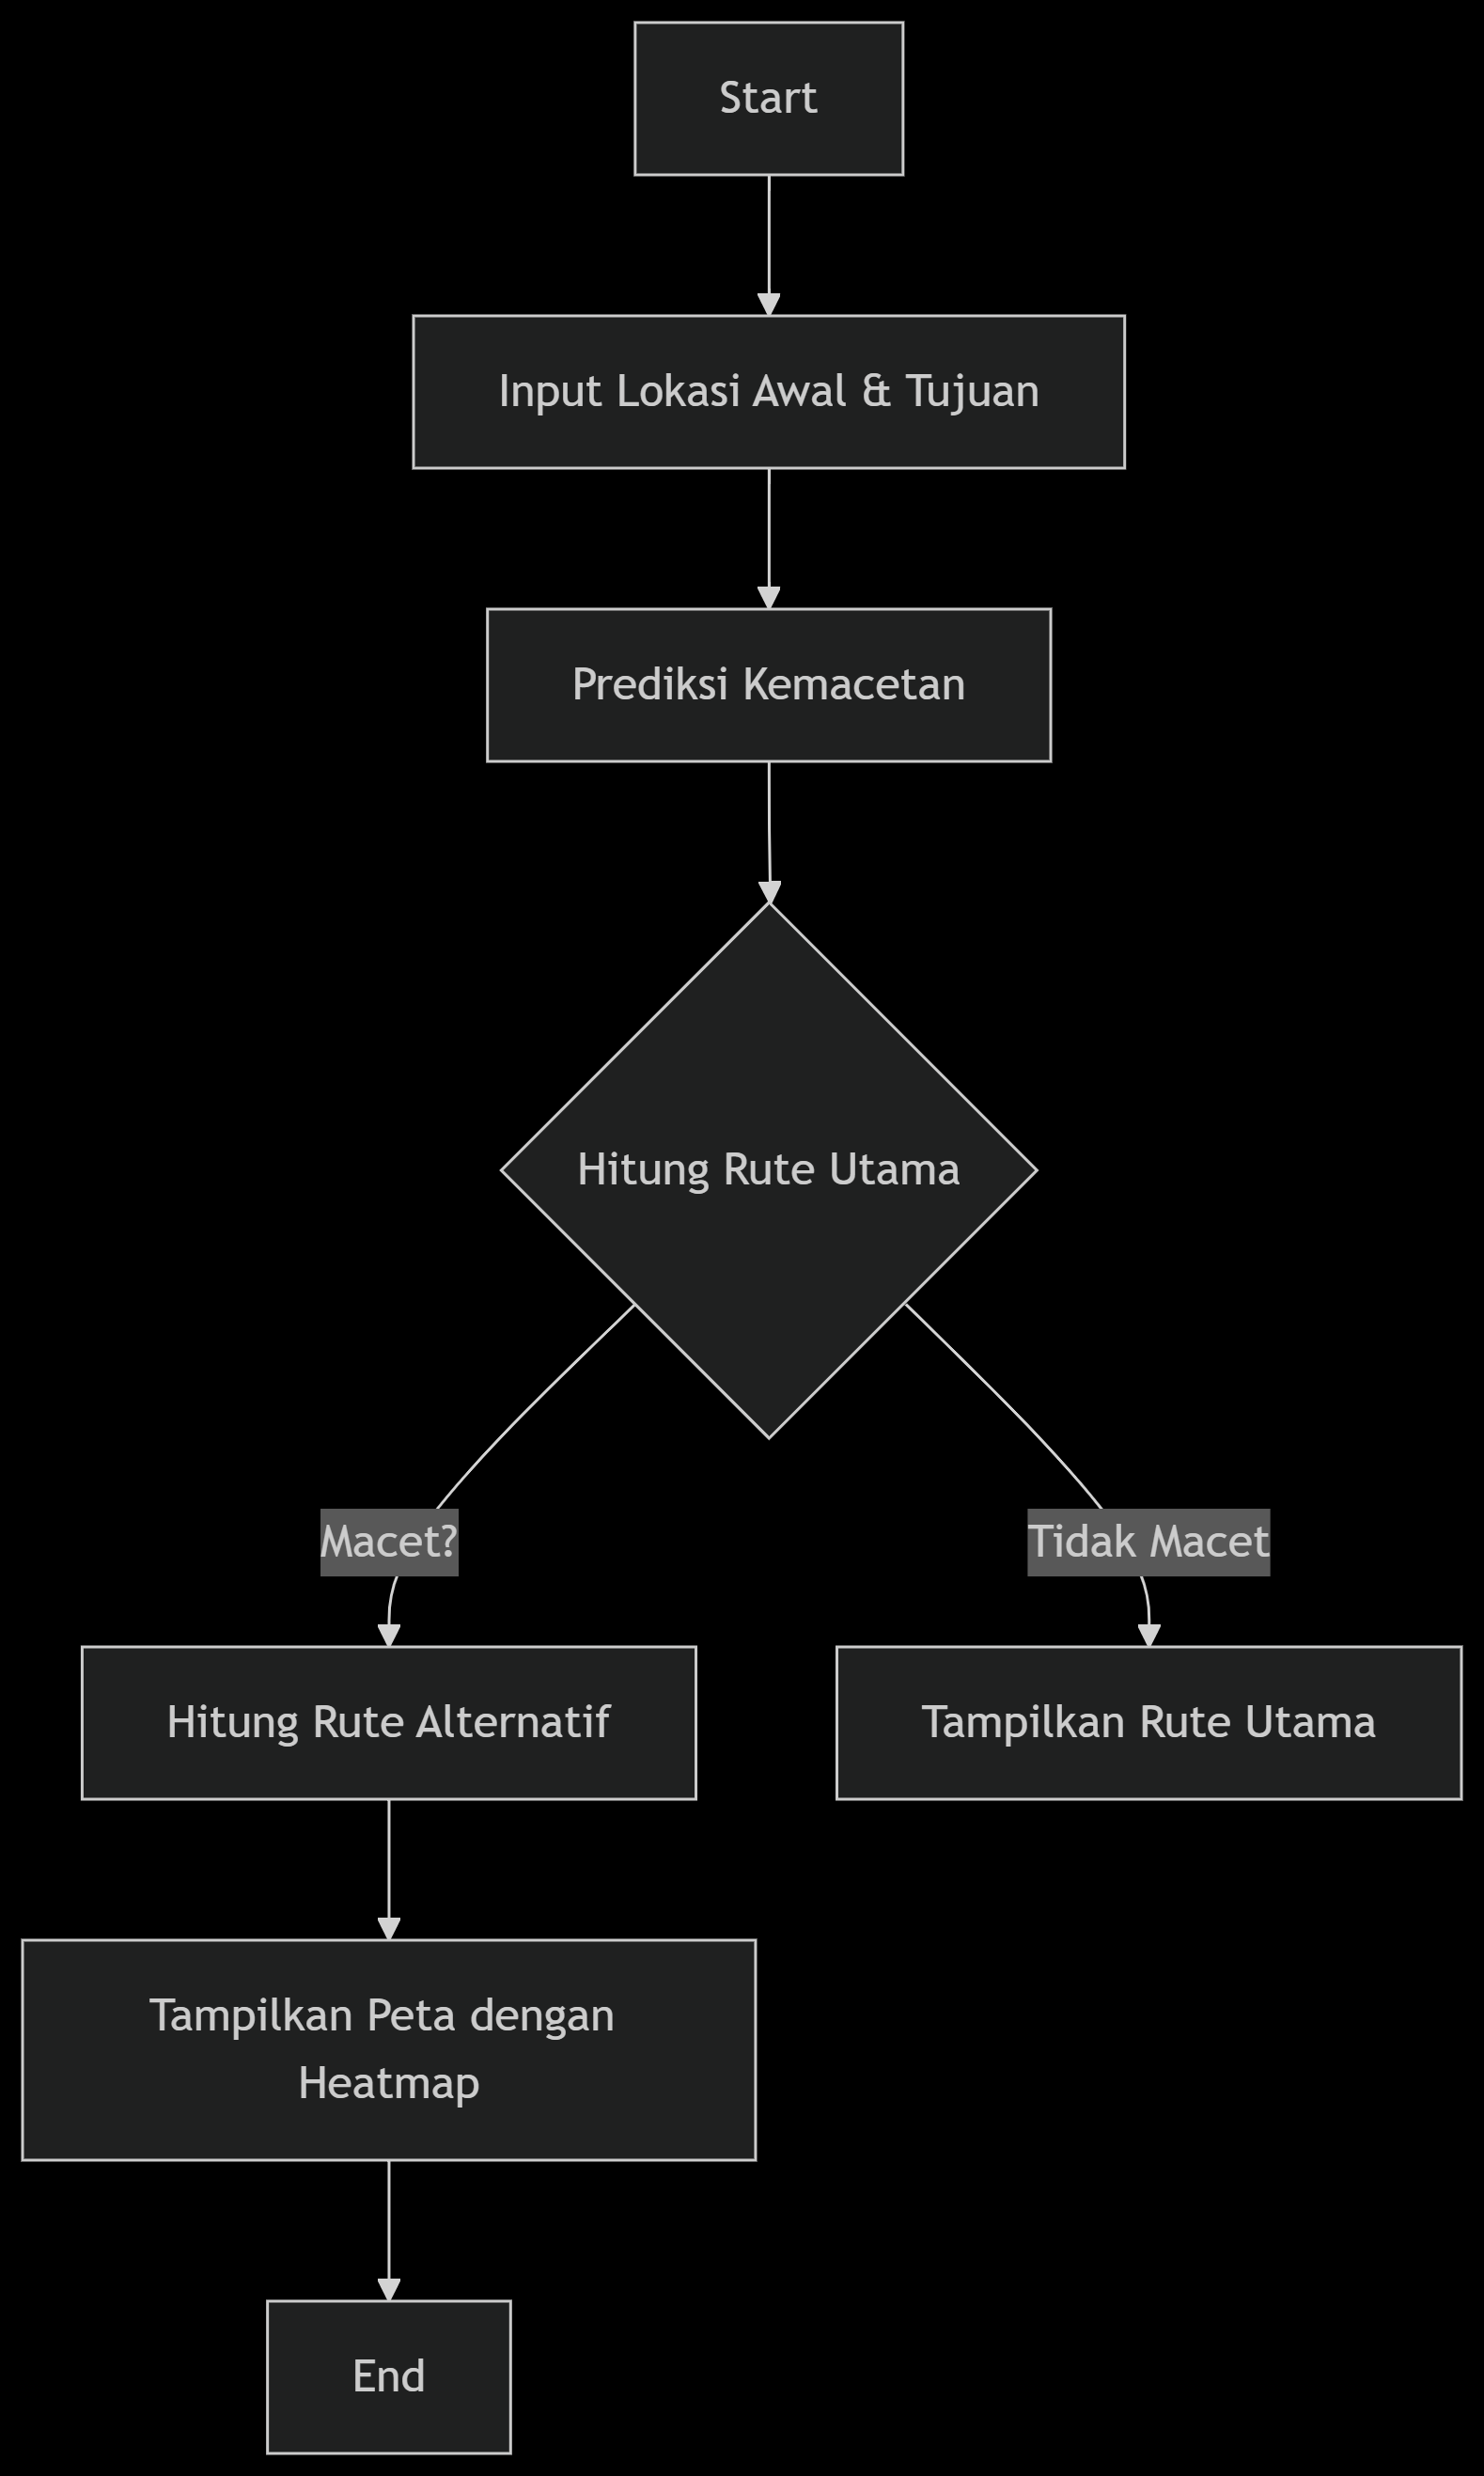 Start
Input Lokasi Awal & Tujuan
Prediksi Kemacetan
Hitung Rute Utama
Macet?
Tidak Macet
Hitung Rute Alternatif
Tampilkan Rute Utama
Tampilkan Peta dengan
Heatmap
End